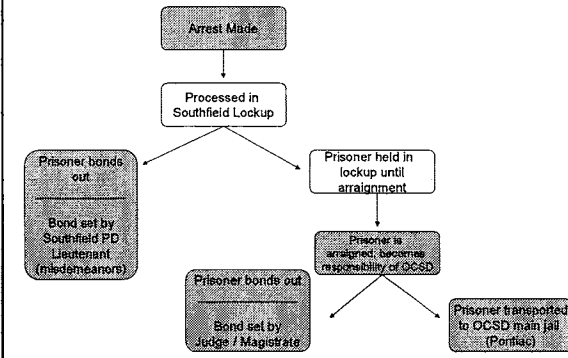 Arrest Made
Processed in
Southfield Lockup
Prisoner bonds
out
Bond set by
Southfield PD
Lieutenant
(misdemeanors)
Prisoner held in
lockup until
arraignment
Prisoner is
arraigned, becomes
responsibility of OCSD
Prisoner bonds out
Bond set by
Judge / Magistrate
Prisoner transported
to OCSD main jail
(Pontiac)